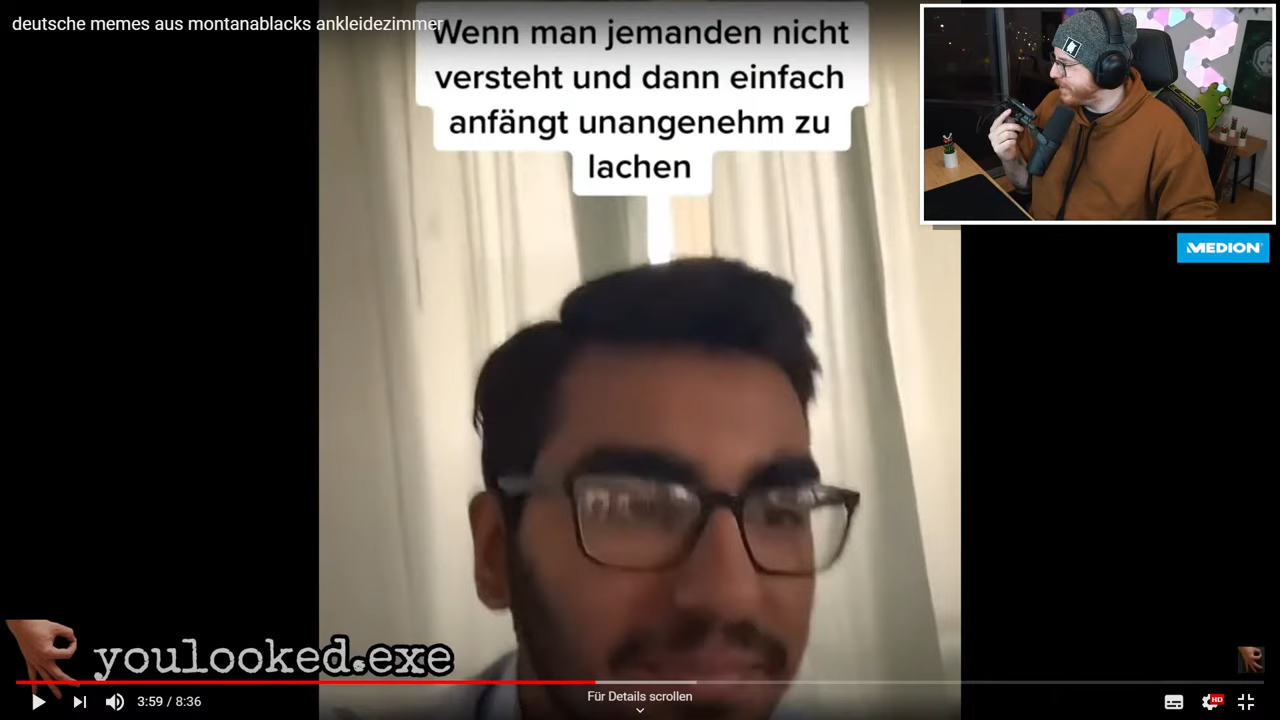 deutsche memes aus montanablacks ankleidezimmer
Wenn man jemanden nicht
versteht und dann einfach
anfängt unangenehm zu
lachen
MEDION
youlooked.exe
3:59 / 8:36
Für Details scrollen
HD